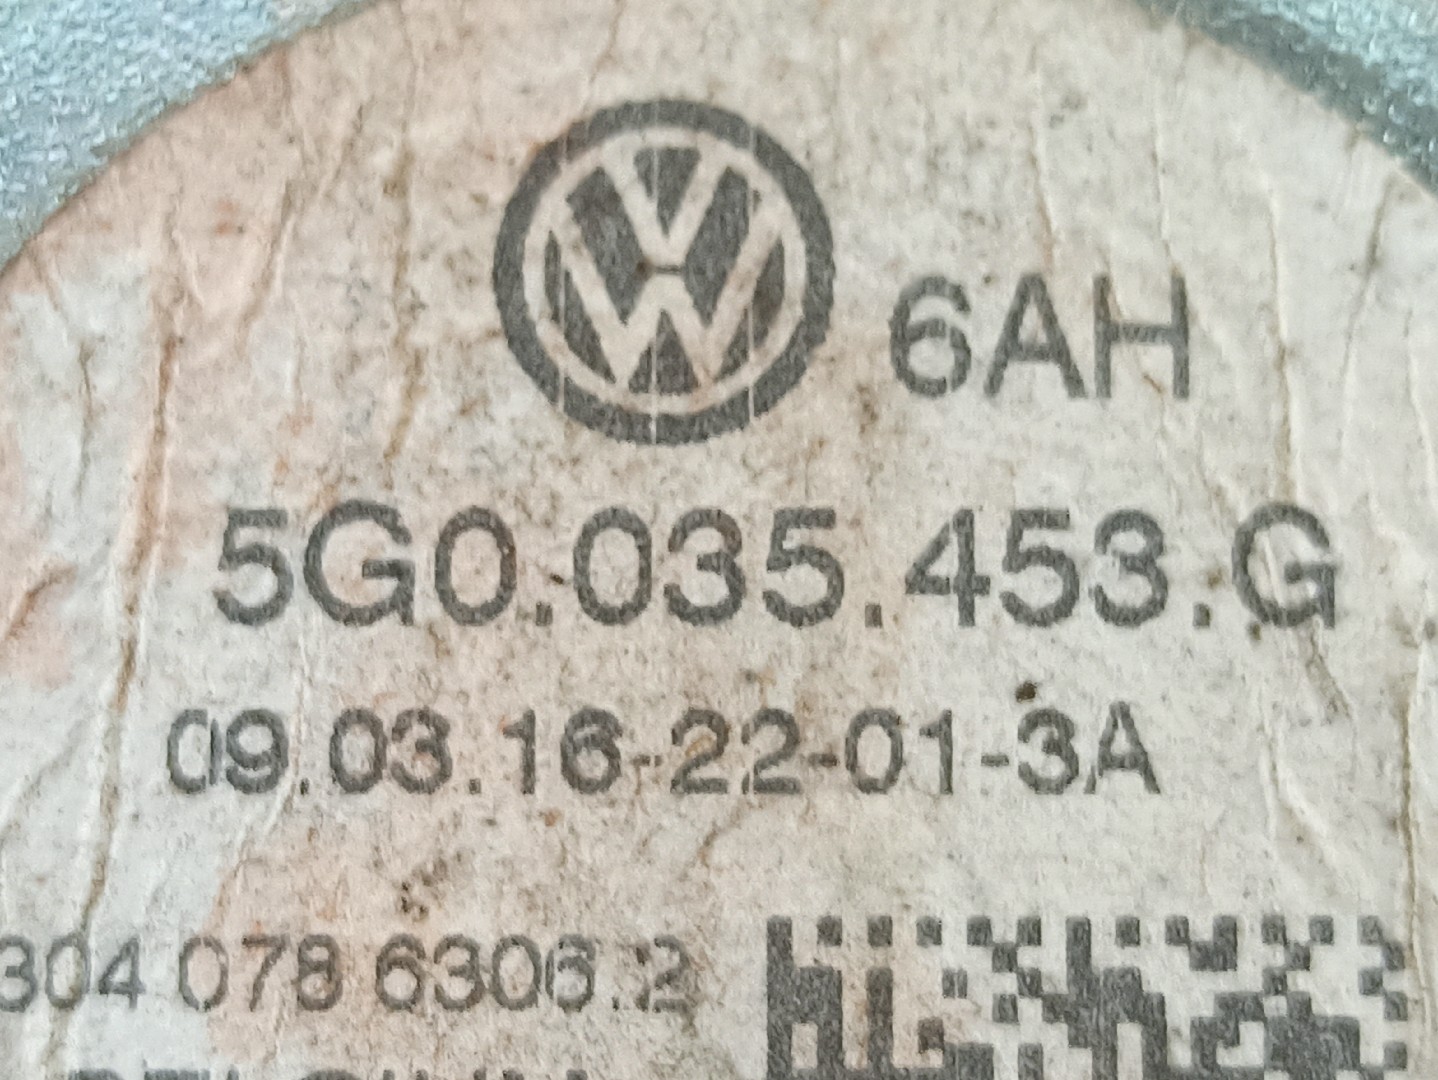 6AH
5G0.035.453.G
09.03.16-22-01-3A
304 078 6306.2